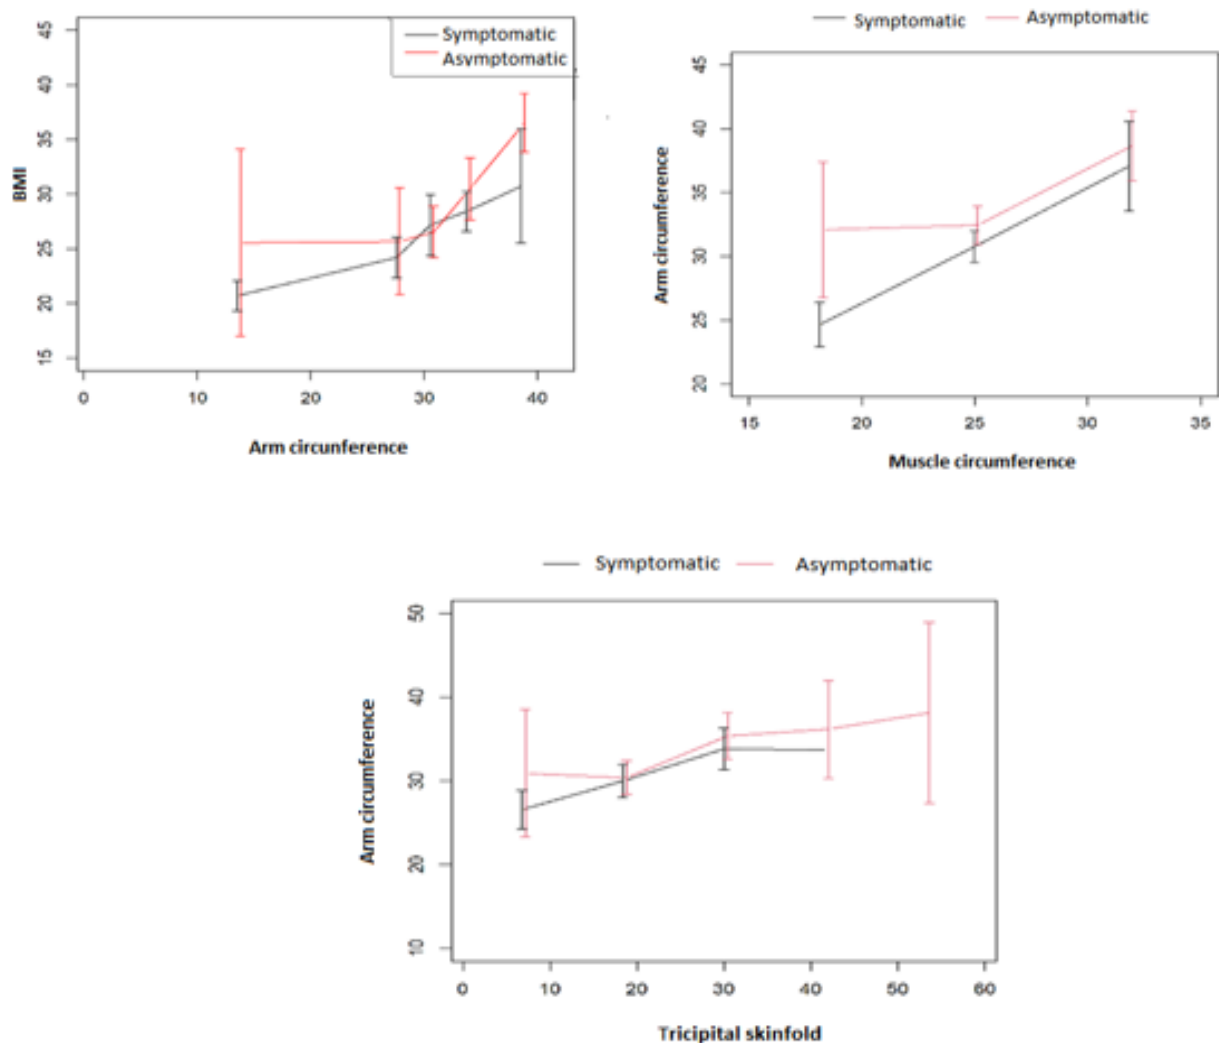 Symptomatic
Asymptomatic
BMI
45
40
35
30
25
20
15
0 10 20 30 40
Arm circunference
Symptomatic Asymptomatic
Arm circumference
45
40
35
30
25
20
15 20 25 30 35
Muscle circumference
Symptomatic Asymptomatic
Arm circumference
50
40
30
20
10
0 10 20 30 40 50 60
Tricipital skinfold